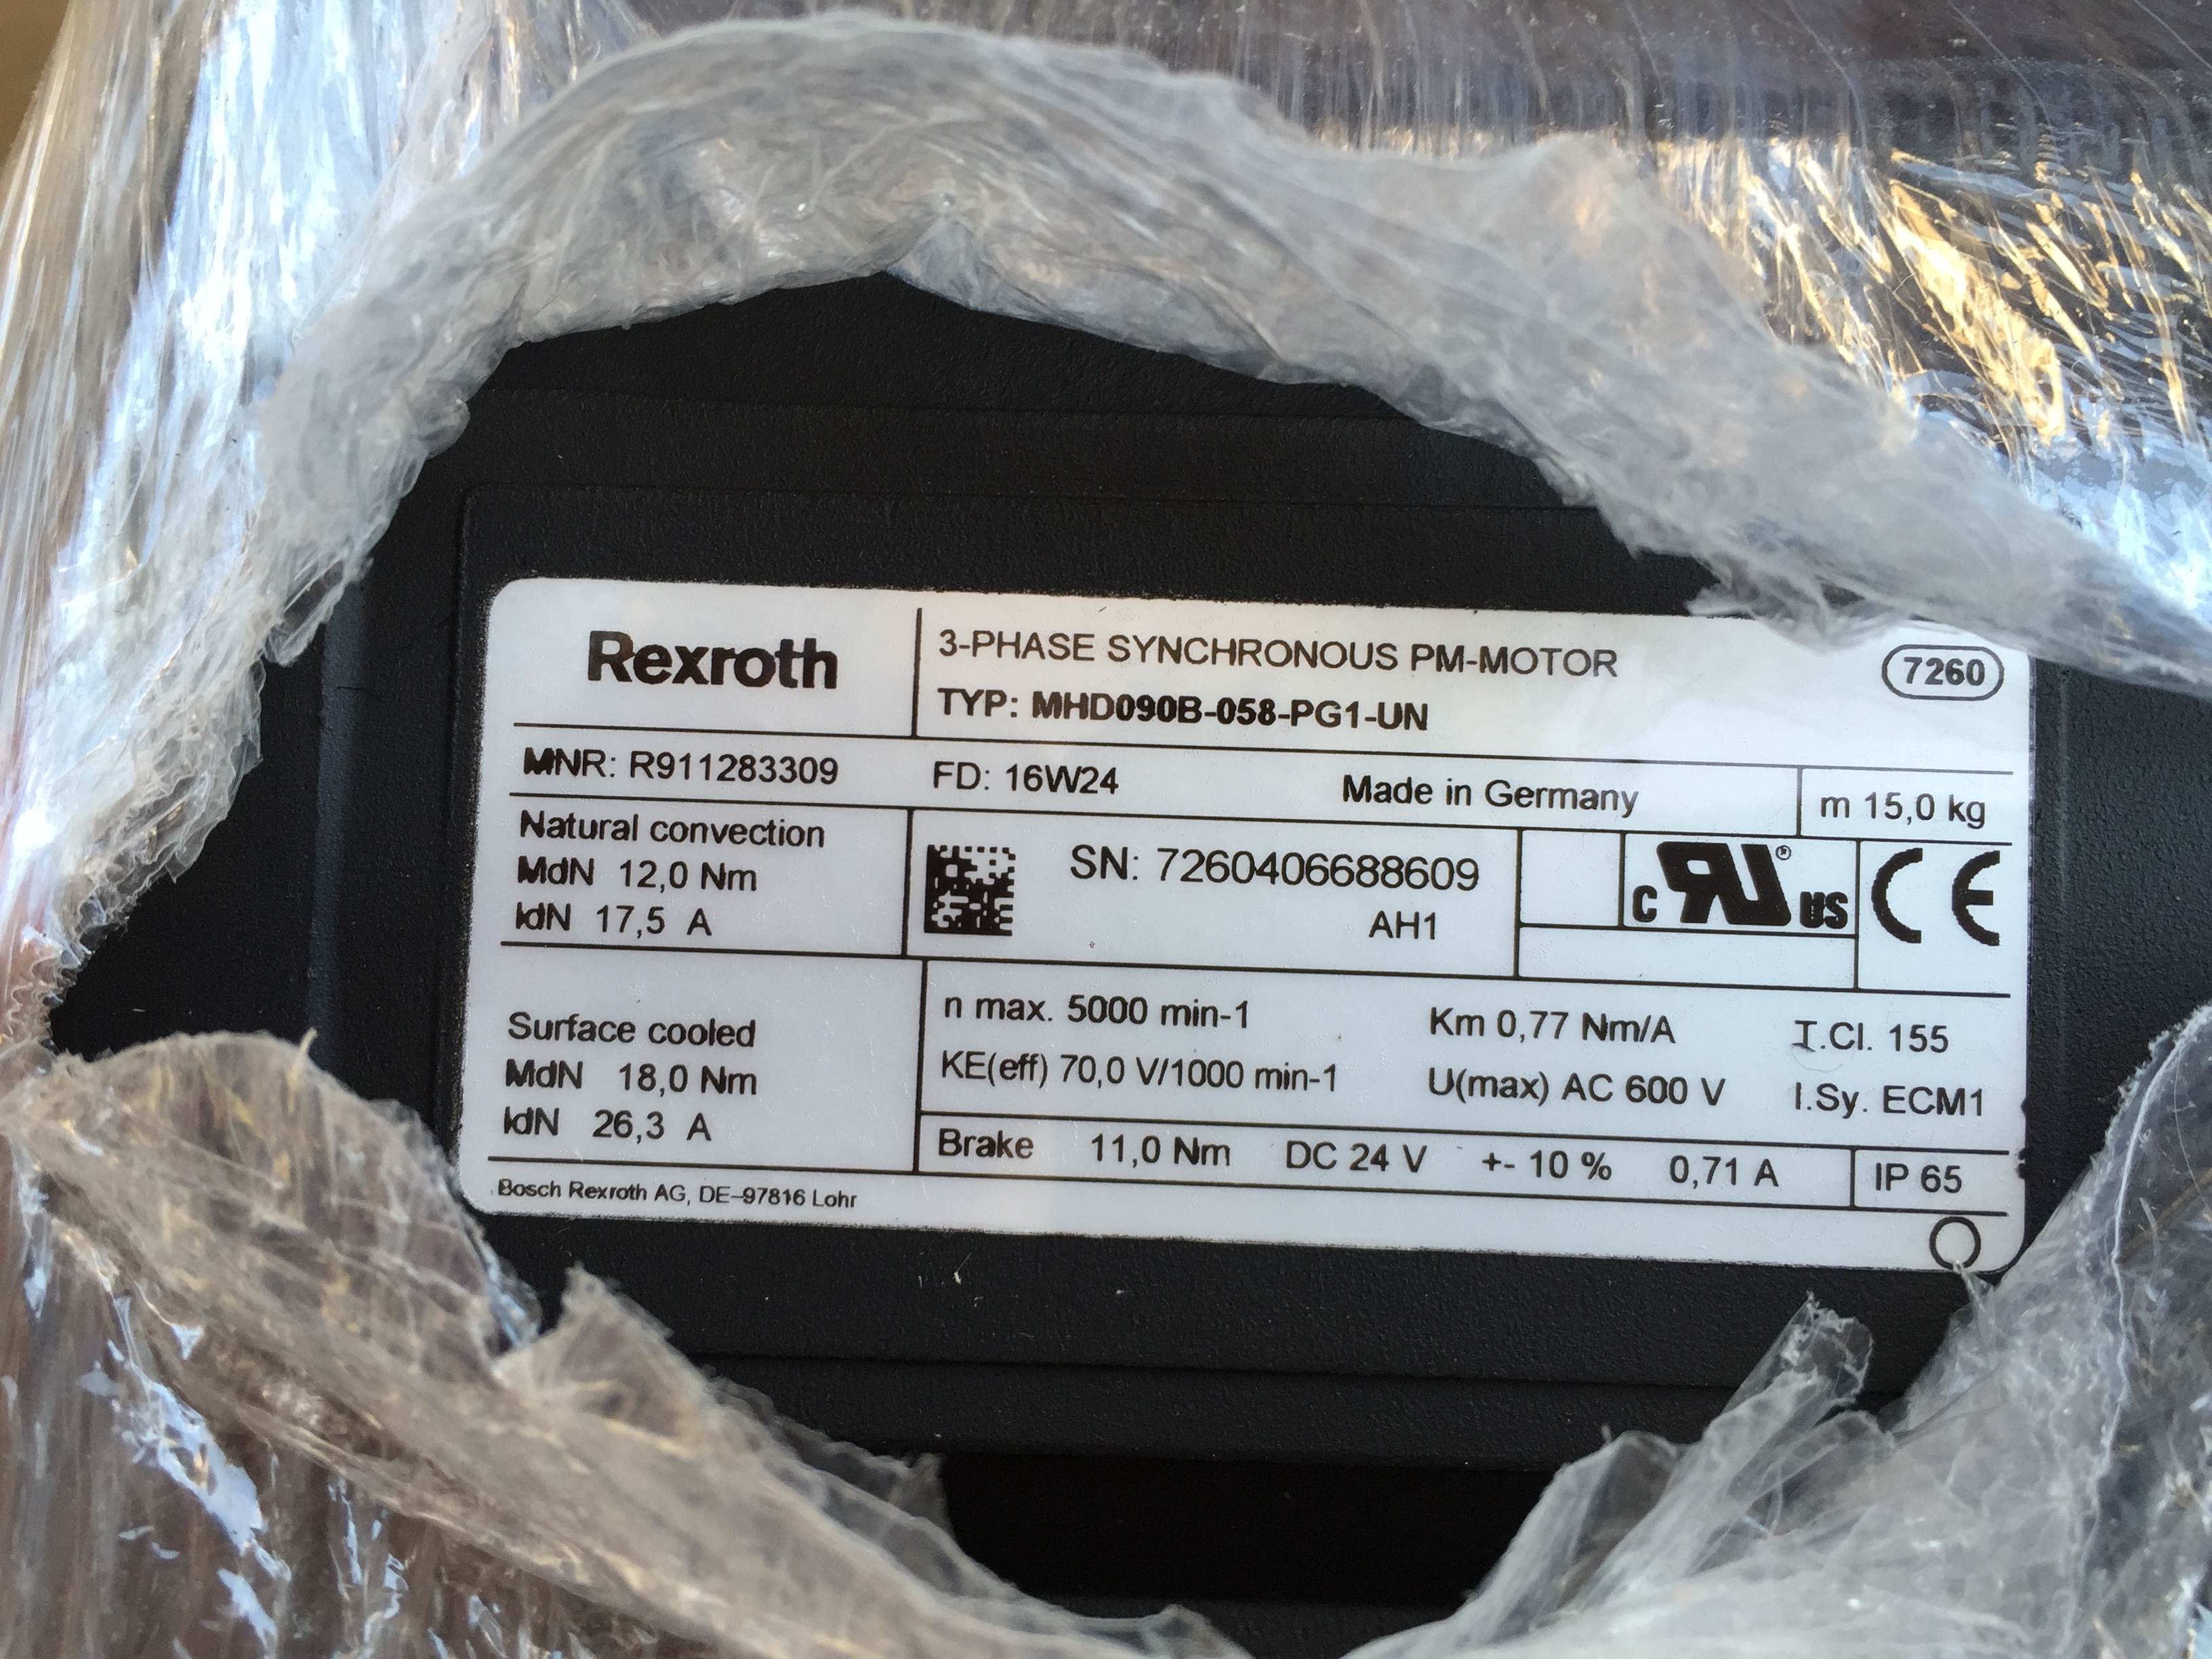 Rexroth
3-PHASE SYNCHRONOUS PM-MOTOR
7260
TYP: MHD090B-058-PG1-UN
MNR: R911283309 FD: 16W24 Made in Germany m 15,0 kg
Natural convection
MdN 12,0 Nm
IdN 17,5 A
SN: 7260406688609
AH1
c RU ® US CE
Surface cooled
MdN 18,0 Nm
IdN 26,3 A
n max. 5000 min-1 Km 0,77 Nm/A I.Cl. 155
KE(eff) 70,0 V/1000 min-1 U(max) AC 600 V I.Sy. ECM1
Brake 11,0 Nm DC 24 V +- 10 % 0,71 A IP 65
Bosch Rexroth AG, DE-97816 Lohr